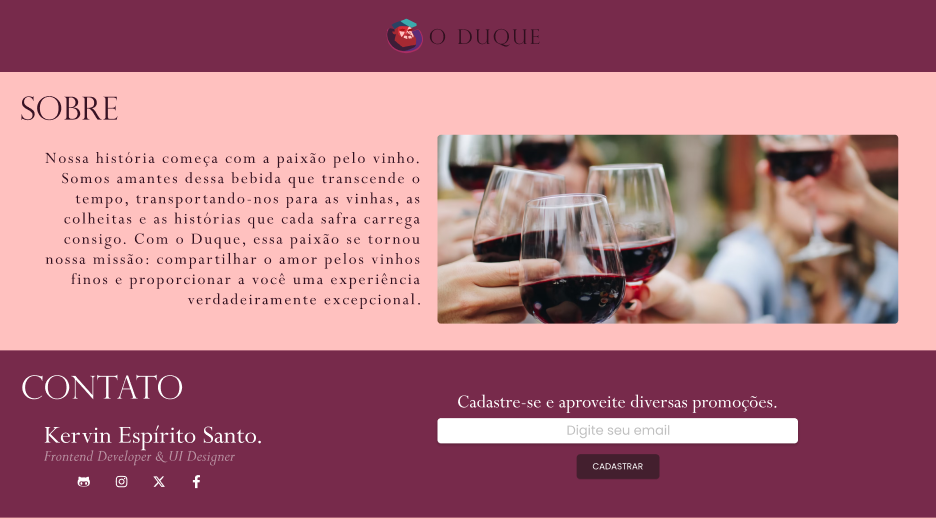 O DUQUE
SOBRE
Nossa história começa com a paixão pelo vinho.
Somos amantes dessa bebida que transcende o
tempo, transportando-nos para as vinhas, as
colheitas e as histórias que cada safra carrega
consigo. Com o Duque, essa paixão se tornou
nossa missão: compartilhar o amor pelos vinhos
finos e proporcionar a você uma experiência
verdadeiramente excepcional.
CONTATO
Kervin Espírito Santo.
Frontend Developer & UI Designer
Cadastre-se e aproveite diversas promoções.
Digite seu email
CADASTRAR